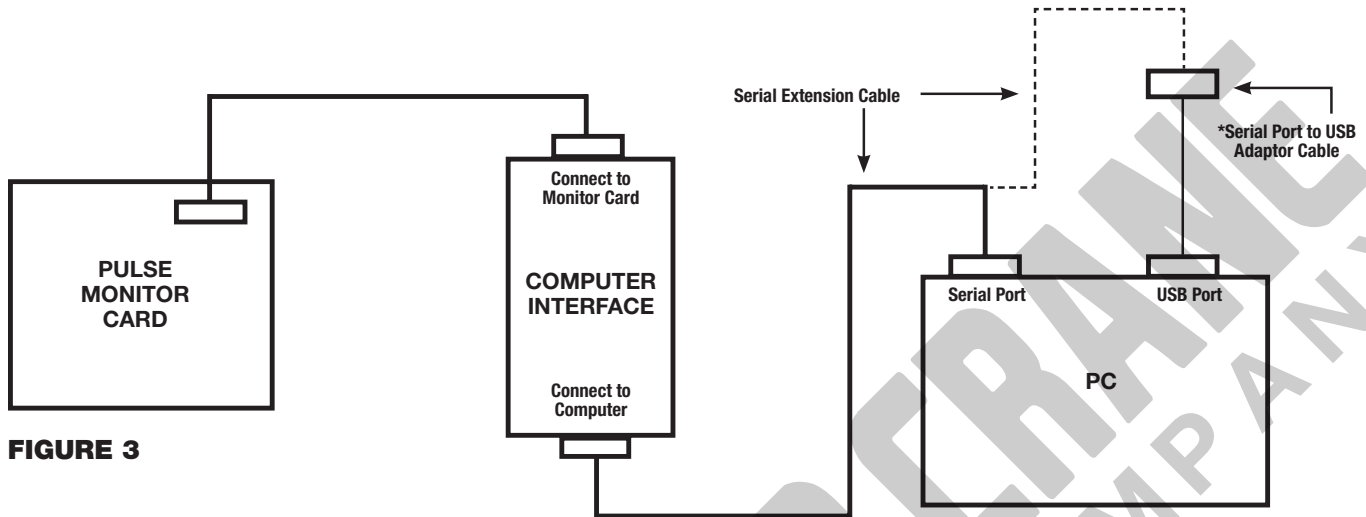 Serial Extension Cable
*Serial Port to USB
Adaptor Cable
Connect to
Monitor Card
PULSE
MONITOR
CARD
COMPUTER
INTERFACE
Serial Port
USB Port
PC
Connect to
Computer
FIGURE 3
CRANE